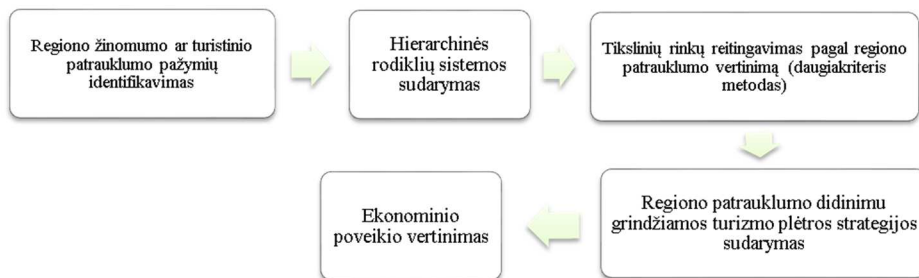 Regiono žinomumo ar turistinio
patrauklumo pažymių
identifikavimas
Hierarchinės
rodiklių sistemos
sudarymas
Tikslinių rinkų reitingavimas pagal regiono
patrauklumo vertinimą (daugiakriteris
metodas)
Regiono patrauklumo didinimu
grindžiamos turizmo plėtros strategijos
sudarymas
Ekonominio
poveikio vertinimas